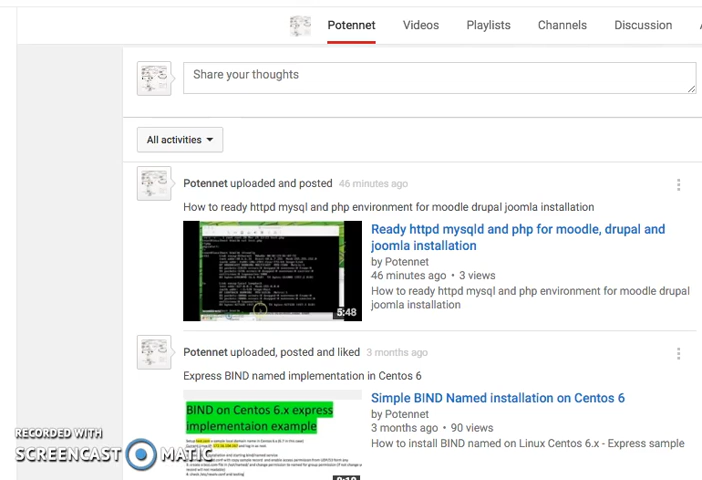 Potennet Videos Playlists Channels Discussion
Share your thoughts
All activities
Potennet uploaded and posted 46 minutes ago
How to ready httpd mysql and php environment for moodle drupal joomla installation
Ready httpd mysqld and php for moodle, drupal and
joomla installation
by Potennet
46 minutes ago • 3 views
How to ready httpd mysql and php environment for moodle drupal
joomla installation
5:48
Potennet uploaded, posted and liked 3 months ago
Express BIND named implementation in Centos 6
BIND on Centos 6.x express
implementaion example
Simple BIND Named installation on Centos 6
by Potennet
3 months ago • 90 views
How to install BIND named on Linux Centos 6.x - Express sample
RECORDED WITH
SCREENCAST MATIC